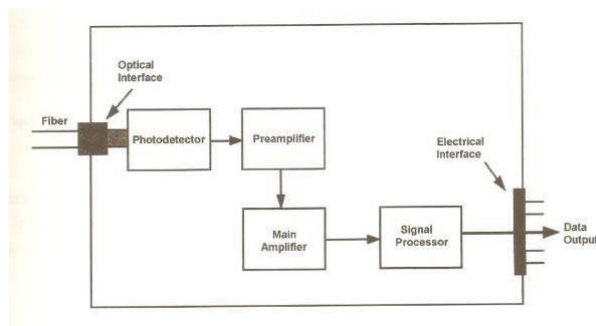 Optical
Interface
Fiber
Photodetector
Preamplifier
Electrical
Interface
Main
Amplifier
Signal
Processor
Data
Output